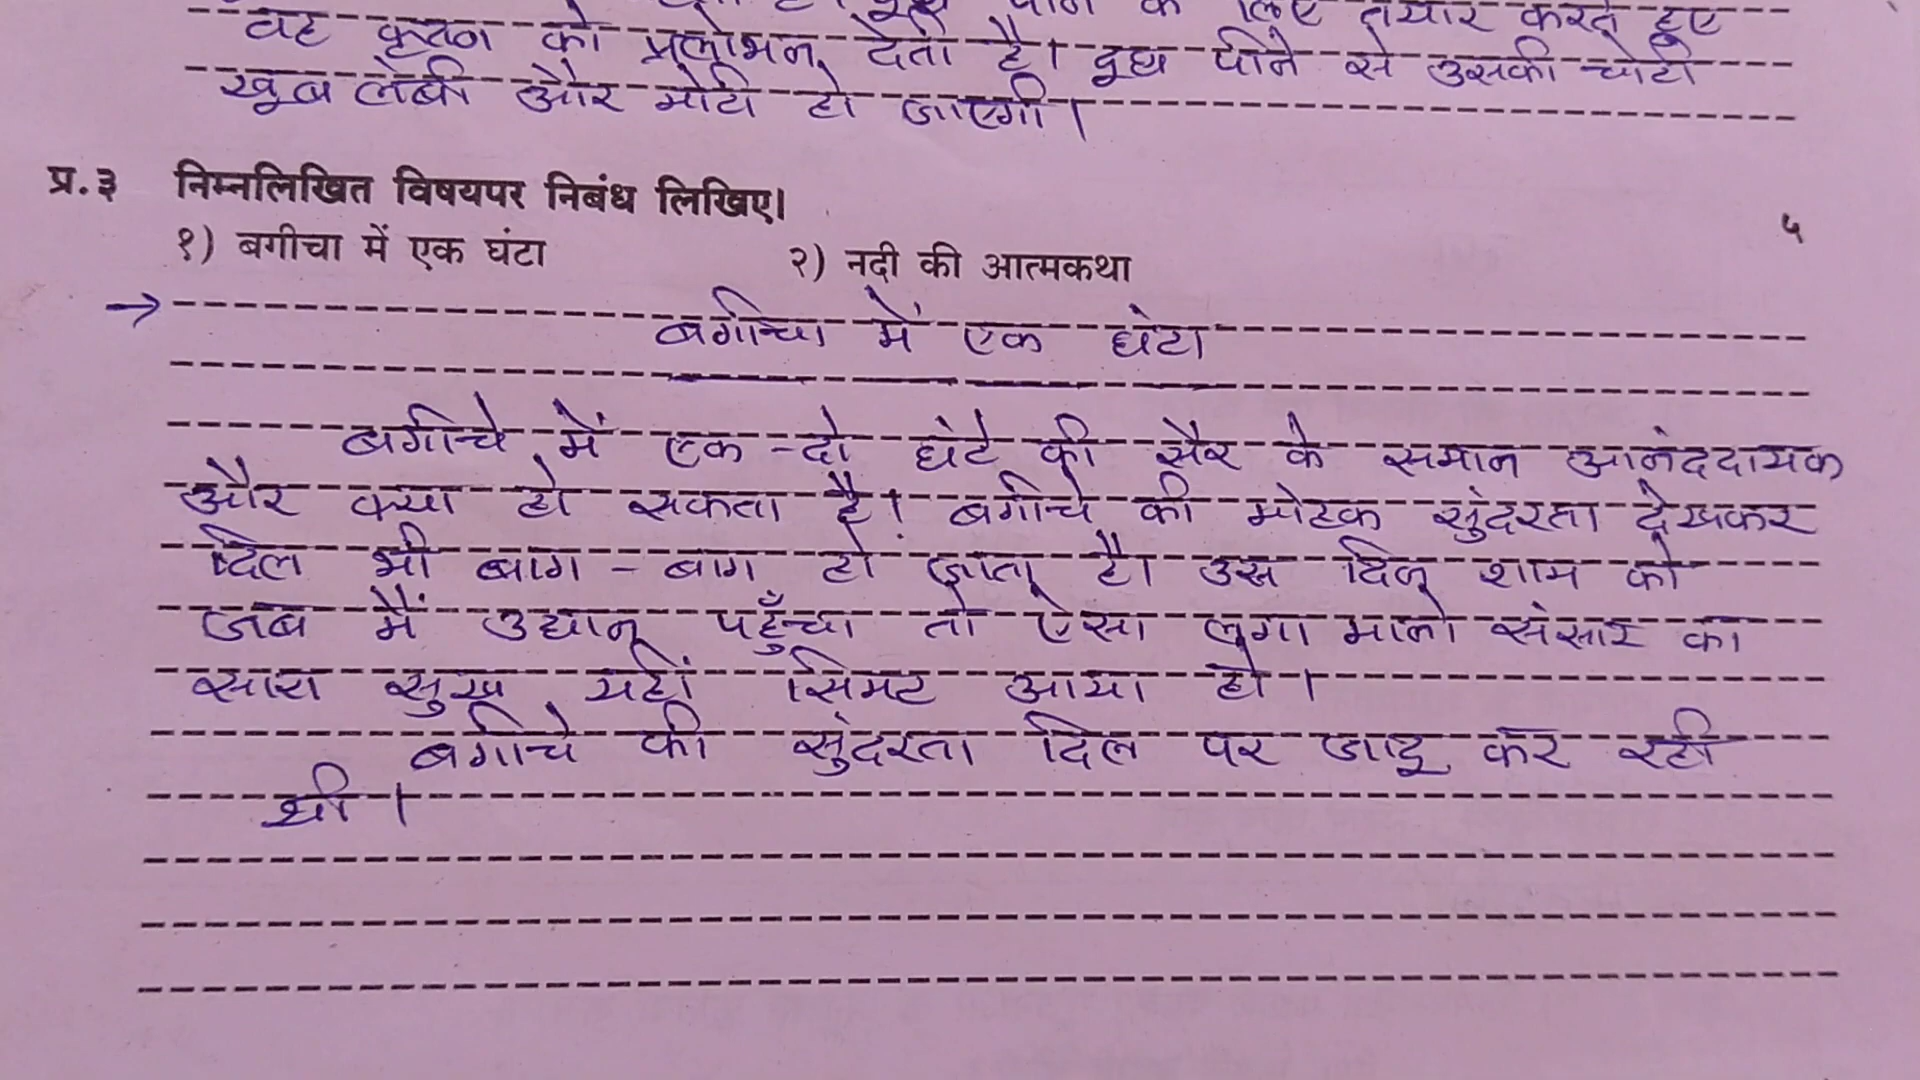 लिए तयार करते हुए
वह कृष्ण को प्रलोभन देती है। दूध पीने से उसकी चोटी
खूब लंबी और मोटी हो जाएगी।
प्र.३ निम्नलिखित विषयपर निबंध लिखिए।
५
१) बगीचा में एक घंटा २) नदी की आत्मकथा
→ बगीचा में एक घंटा
बगीचे में एक-दो घंटे की सैर के समान आनंददायक
और क्या हो सकता है। बगीचे की मोहक सुंदरता देखकर
दिल भी बाग-बाग हो जाता है। उस दिन शाम को
जब मैं उद्यान पहुँचा तो ऐसा लगा मानो संसार का
सारा सुख यहीं सिमट आया हो।
बगीचे की सुंदरता दिल पर जादू कर रही
थी।